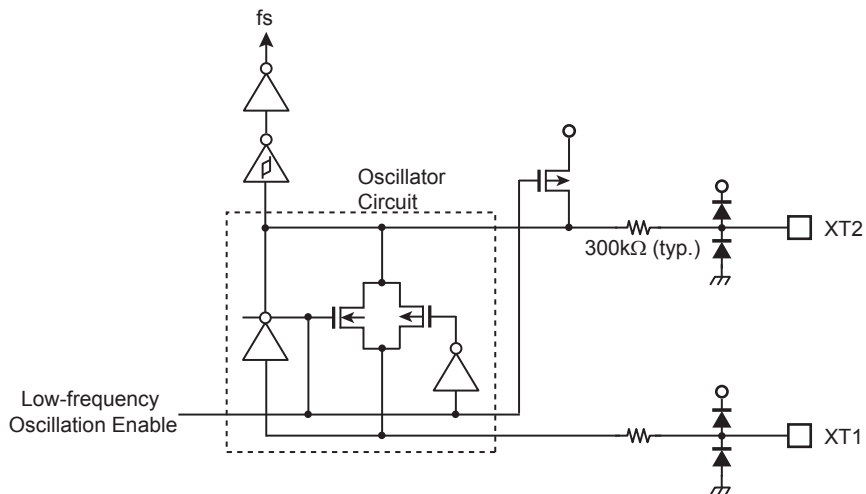 fs
Oscillator
Circuit
XT2
300kΩ (typ.)
Low-frequency
Oscillation Enable
XT1